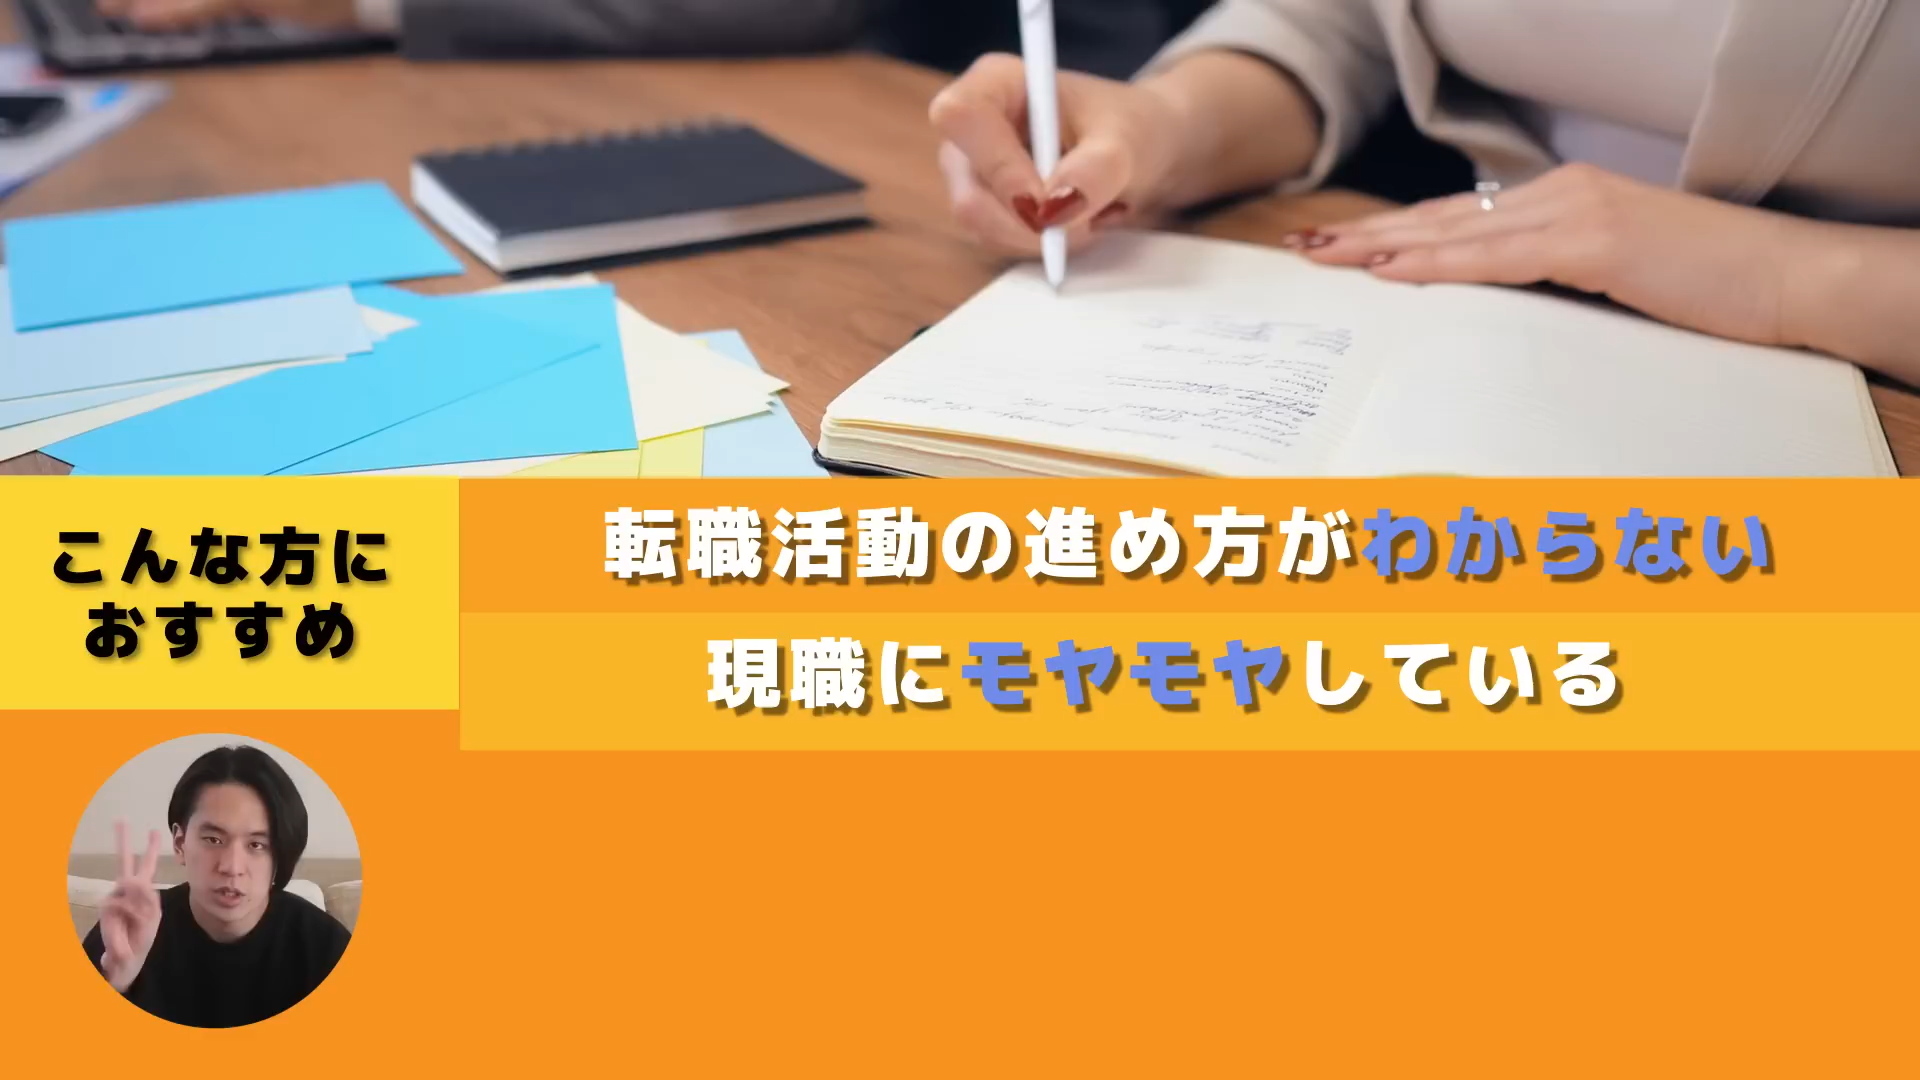 こんな方に
おすすめ
転職活動の進め方がわからない
現職にモヤモヤしている